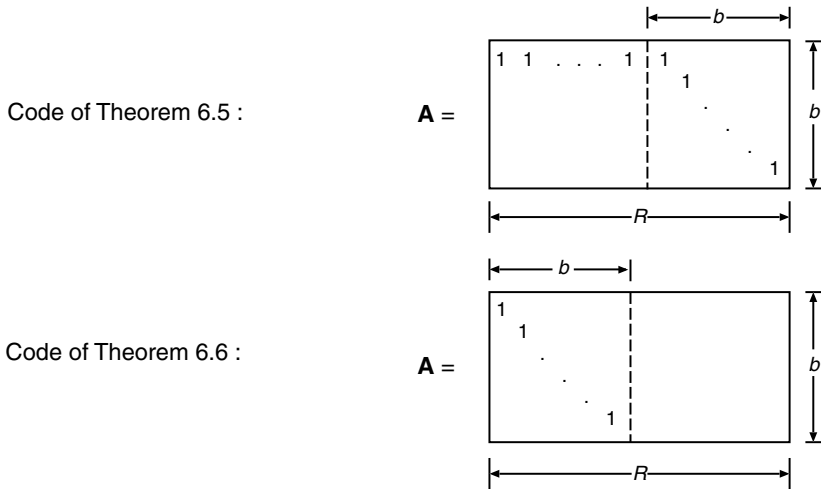 b
1 1 . . . 1 1
1
Code of Theorem 6.5 :
A =
.
b
.
.
1
R
b
1
1
Code of Theorem 6.6 :
A =
.
b
.
.
1
R